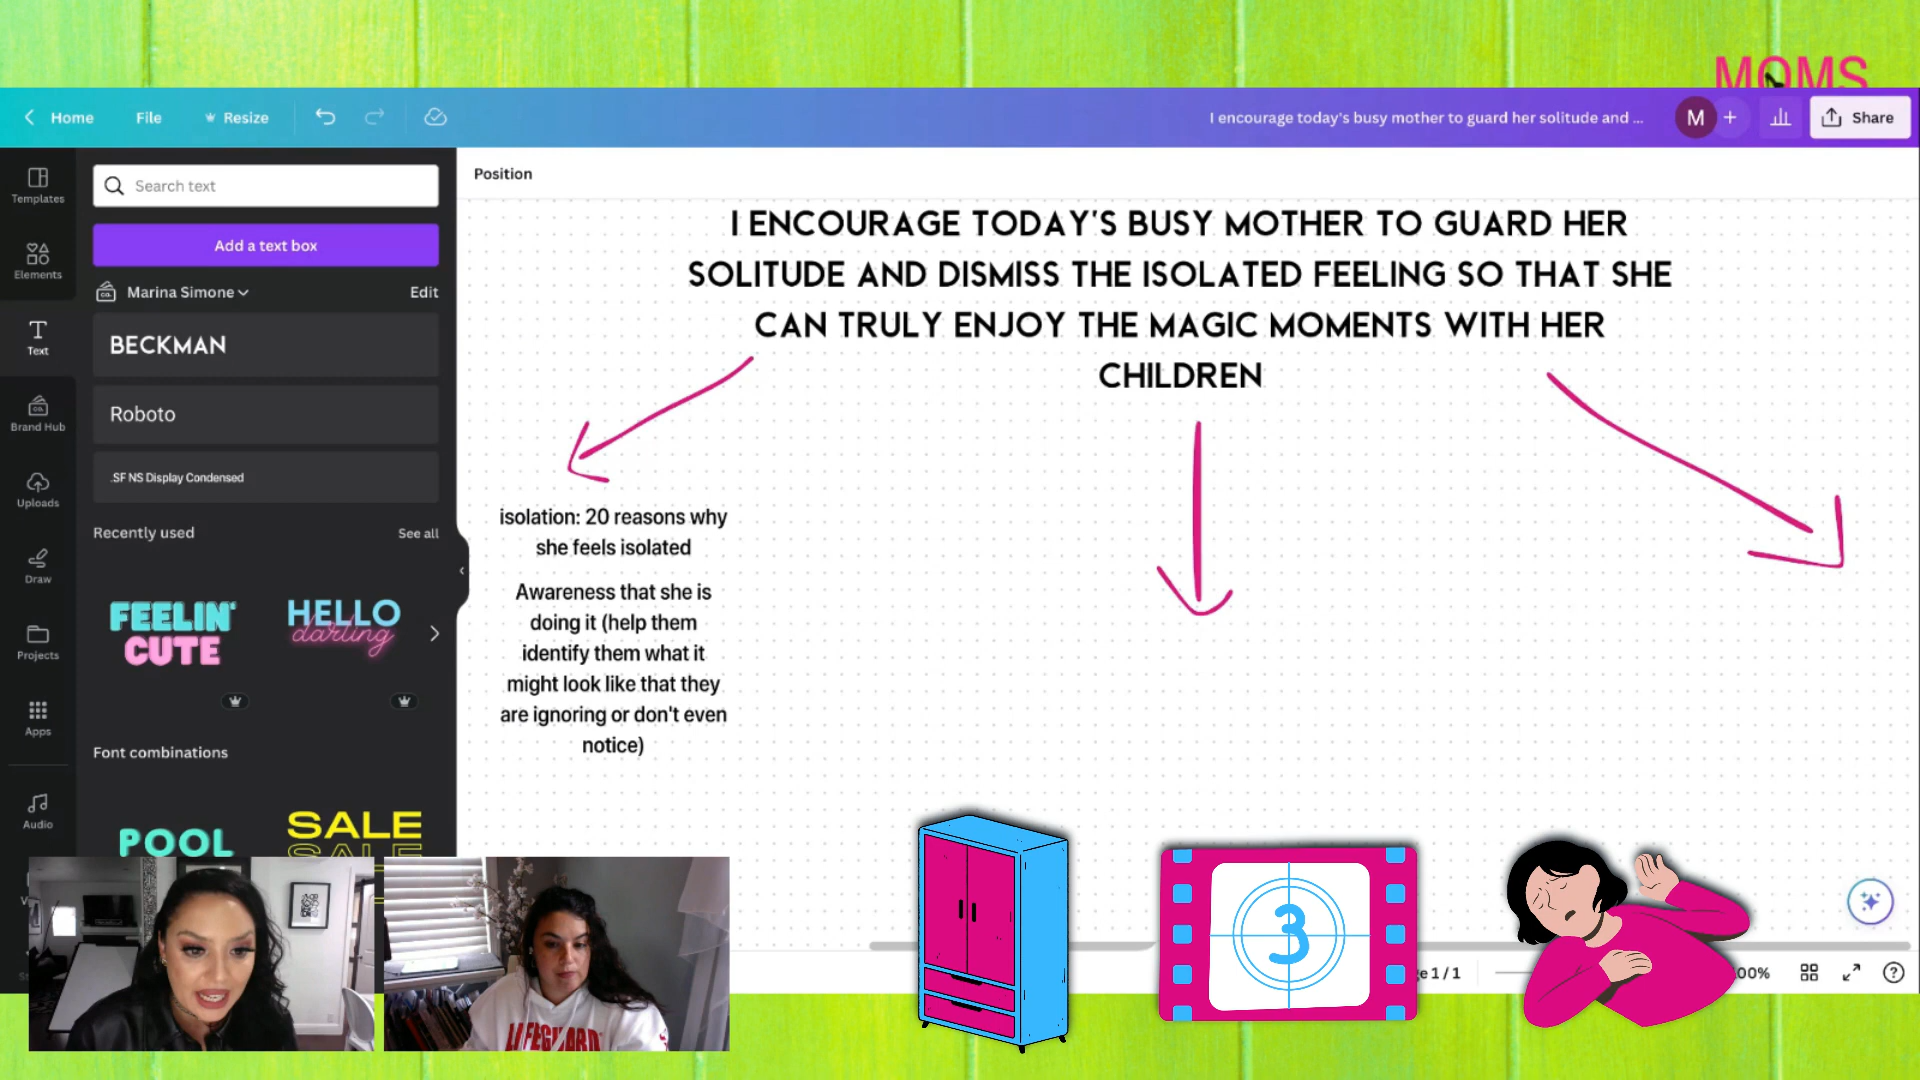 MOMS
Home File Resize I encourage today's busy mother to guard her solitude and ... M + Share
Templates
Search text
Position
Add a text box
Elements
Marina Simone Edit
Text
BECKMAN
Roboto
Brand Hub
.SF NS Display Condensed
Uploads
Recently used See all
Draw
FEELIN'
CUTE
HELLO
darling
Projects
Apps
Font combinations
Audio
POOL
SALE
SALE
I ENCOURAGE TODAY'S BUSY MOTHER TO GUARD HER
SOLITUDE AND DISMISS THE ISOLATED FEELING SO THAT SHE
CAN TRULY ENJOY THE MAGIC MOMENTS WITH HER
CHILDREN
isolation: 20 reasons why
she feels isolated
Awareness that she is
doing it (help them
identify them what it
might look like that they
are ignoring or don't even
notice)
3
1 / 1
00%
?
LIFEGUARD